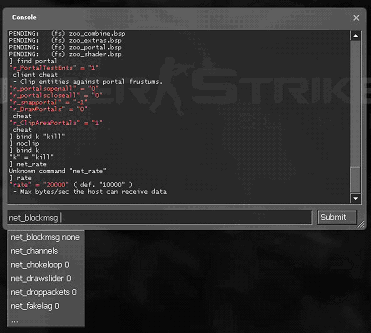 Console
PENDING: (fs) zoo_combine.bsp
PENDING: (fs) zoo_extras.bsp
PENDING: (fs) zoo_portal.bsp
PENDING: (fs) zoo_shader.bsp
] find portal
"r_PortalTestEnts" = "1"
client cheat
- Clip entities against portal frustums.
"r_portalsopenall" = "0"
"r_portalscloseall" = "0"
"r_snapportal" = "-1"
"r_DrawPortals" = "0"
cheat
"r_ClipAreaPortals" = "1"
cheat
] bind k "kill"
] noclip
] bind k
"k" = "kill"
] net_rate
Unknown command "net_rate"
] rate
"rate" = "20000" ( def. "10000" )
- Max bytes/sec the host can receive data
net_blockmsg
Submit
net_blockmsg none
net_channels
net_chokeloop 0
net_drawslider 0
net_droppackets 0
net_fakelag 0
...